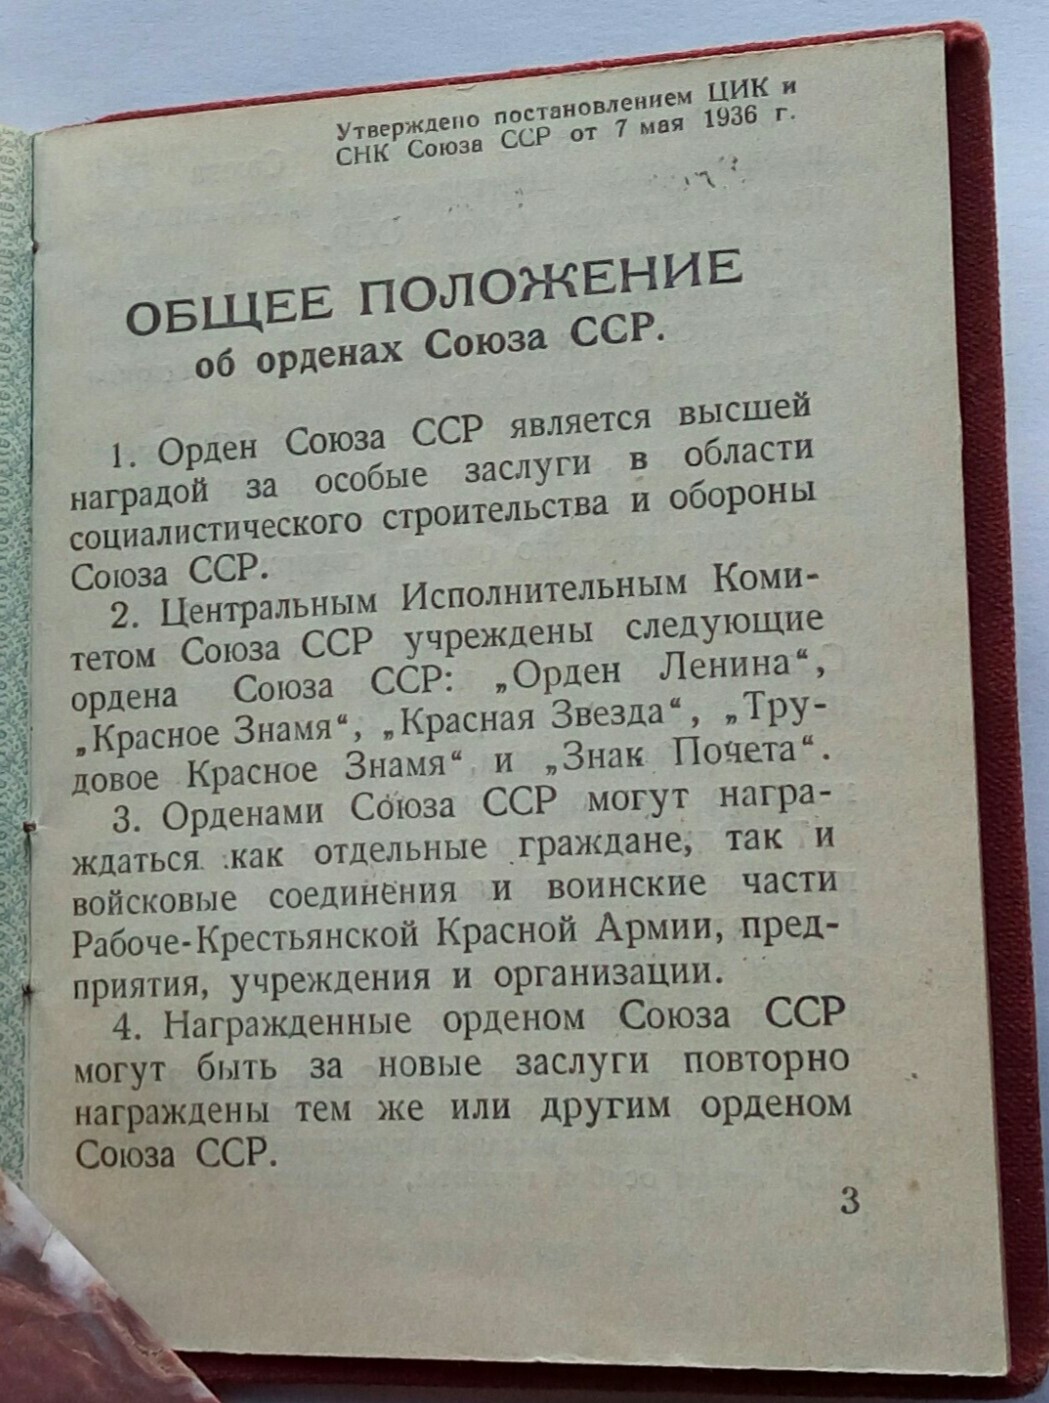 Утверждено постановлением ЦИК и
СНК Союза ССР от 7 мая 1936 г.
ОБЩЕЕ ПОЛОЖЕНИЕ
об орденах Союза ССР.
1. Орден Союза ССР является высшей
наградой за особые заслуги в области
социалистического строительства и обороны
Союза ССР.
2. Центральным Исполнительным Коми-
тетом Союза ССР учреждены следующие
ордена Союза ССР: „Орден Ленина“,
„Красное Знамя“, „Красная Звезда“, „Тру-
довое Красное Знамя“ и „Знак Почета“.
3. Орденами Союза ССР могут награ-
ждаться как отдельные граждане, так и
войсковые соединения и воинские части
Рабоче-Крестьянской Красной Армии, пред-
приятия, учреждения и организации.
4. Награжденные орденом Союза ССР
могут быть за новые заслуги повторно
награждены тем же или другим орденом
Союза ССР.
3